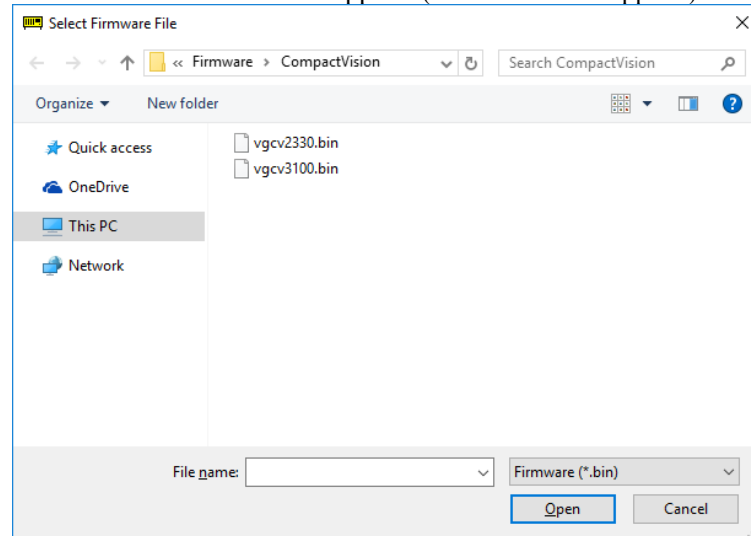 Select Firmware File
« Firmware › CompactVision
Search CompactVision
Organize
New folder
Quick access
OneDrive
This PC
Network
vgcv2330.bin
vgcv3100.bin
File name:
Firmware (*.bin)
Open
Cancel